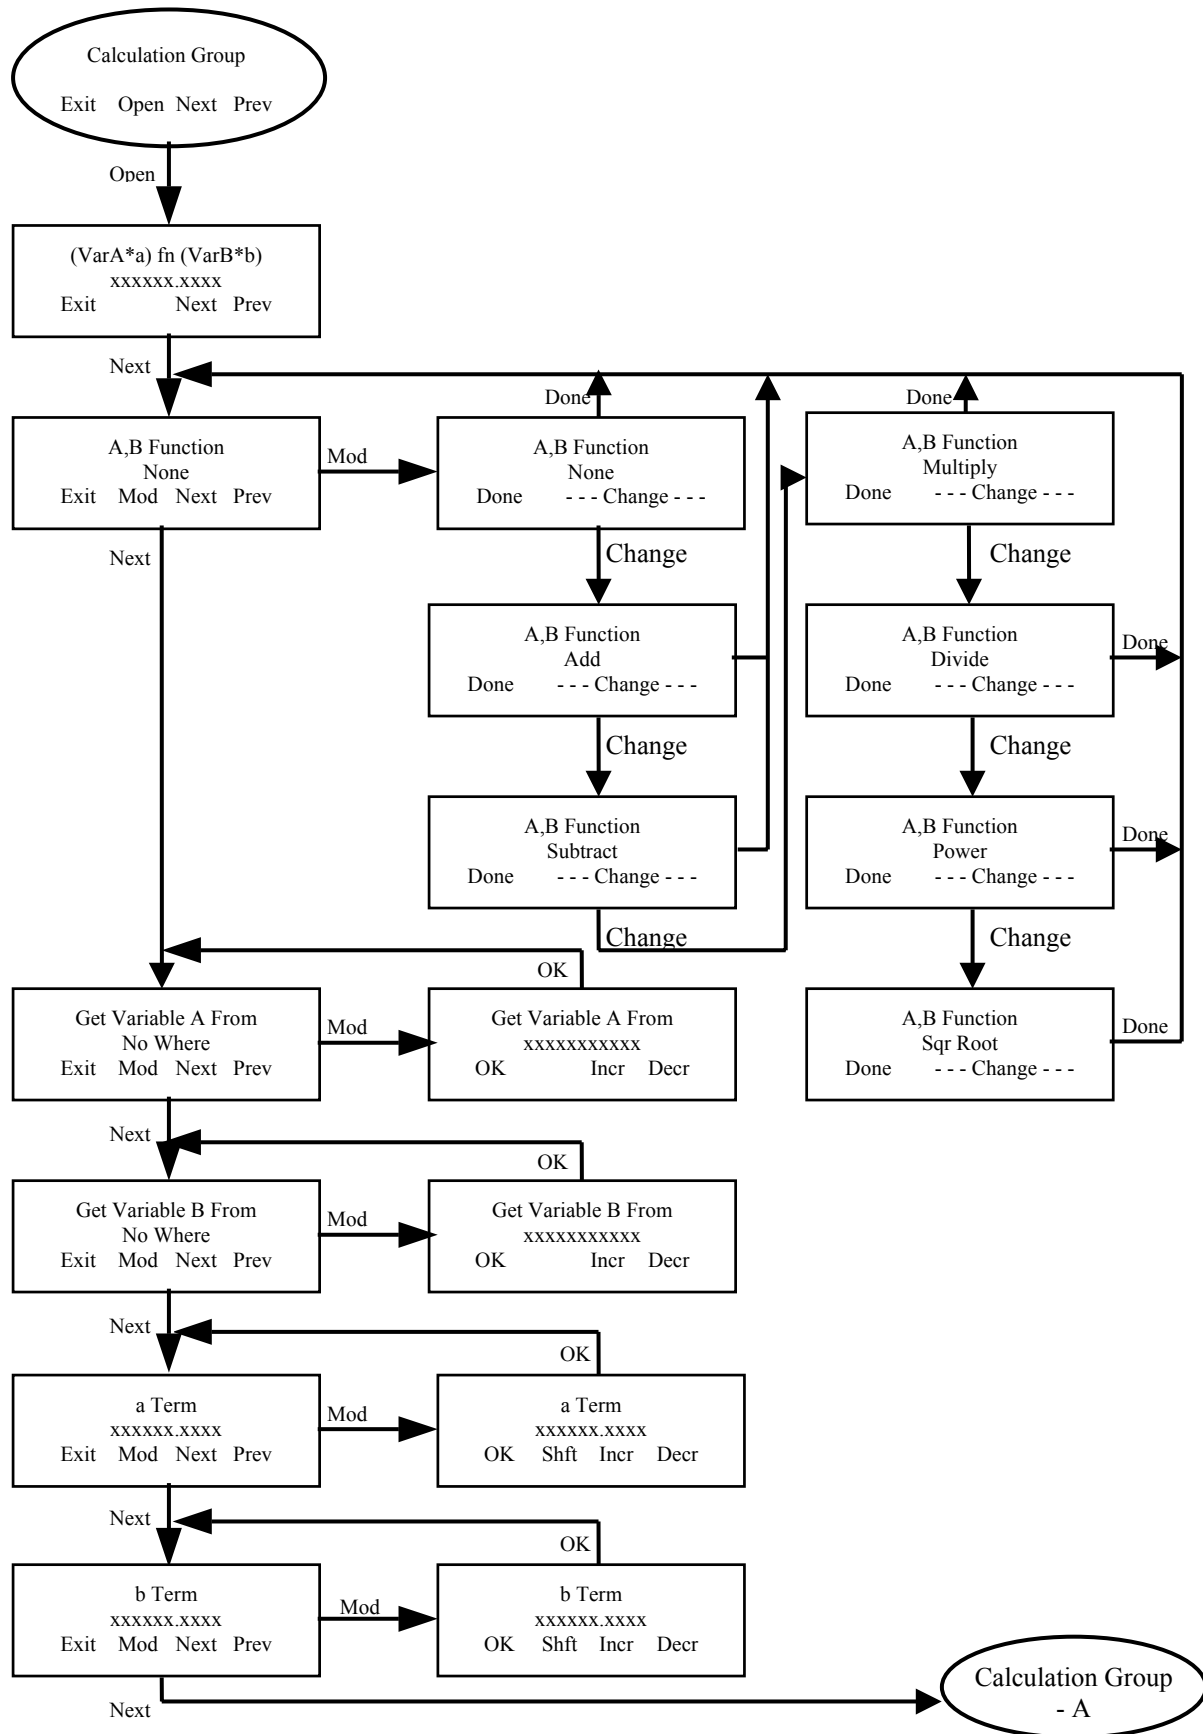 Calculation Group
Exit Open Next Prev
Open
(VarA*a) fn (VarB*b)
xxxxxx.xxxx
Exit Next Prev
Next
A,B Function
None
Exit Mod Next Prev
Mod
Done
A,B Function
None
Done - - - Change - - -
Done
A,B Function
Multiply
Done - - - Change - - -
Next
Change
Change
A,B Function
Add
Done - - - Change - - -
A,B Function
Divide
Done - - - Change - - -
Done
Change
Change
A,B Function
Subtract
Done - - - Change - - -
A,B Function
Power
Done - - - Change - - -
Done
Change
Change
OK
Get Variable A From
No Where
Exit Mod Next Prev
Mod
Get Variable A From
xxxxxxxxxxx
OK Incr Decr
A,B Function
Sqr Root
Done - - - Change - - -
Done
Next
OK
Get Variable B From
No Where
Exit Mod Next Prev
Mod
Get Variable B From
xxxxxxxxxxx
OK Incr Decr
Next
OK
a Term
xxxxxx.xxxx
Exit Mod Next Prev
Mod
a Term
xxxxxx.xxxx
OK Shft Incr Decr
Next
OK
b Term
xxxxxx.xxxx
Exit Mod Next Prev
Mod
b Term
xxxxxx.xxxx
OK Shft Incr Decr
Next
Calculation Group
- A